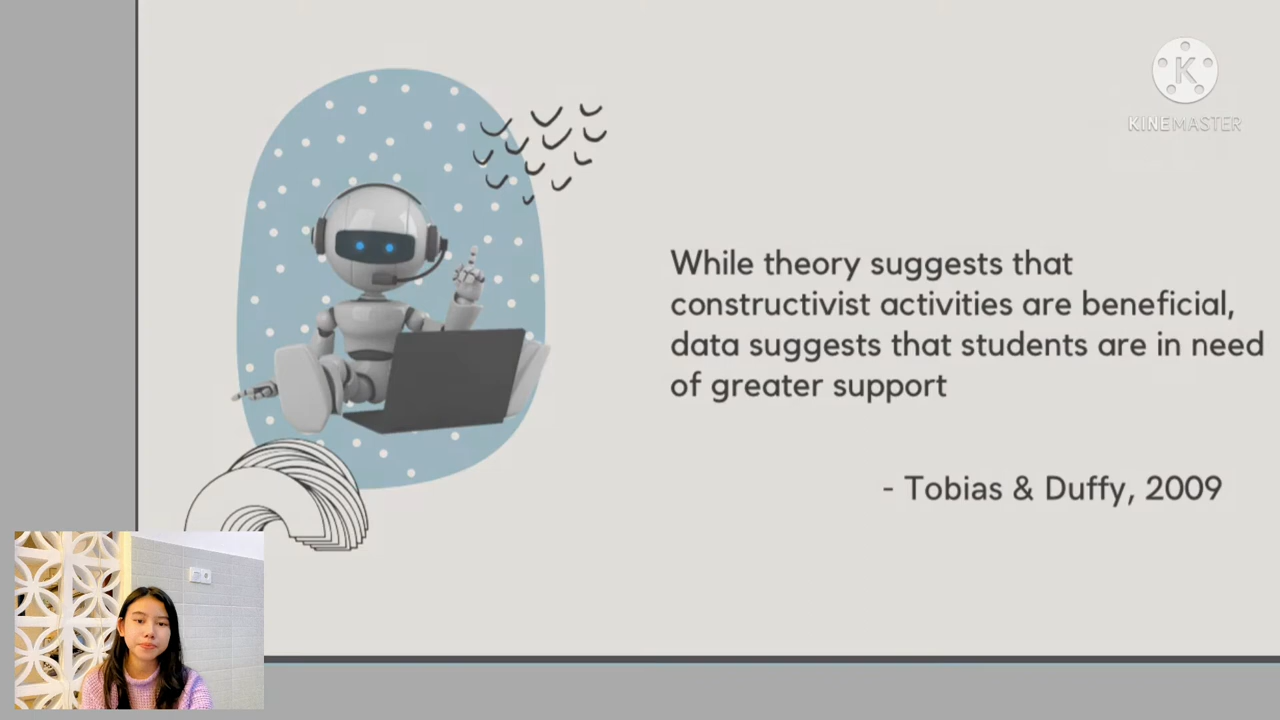 K
KINEMASTER
While theory suggests that
constructivist activities are beneficial,
data suggests that students are in need
of greater support
- Tobias & Duffy, 2009